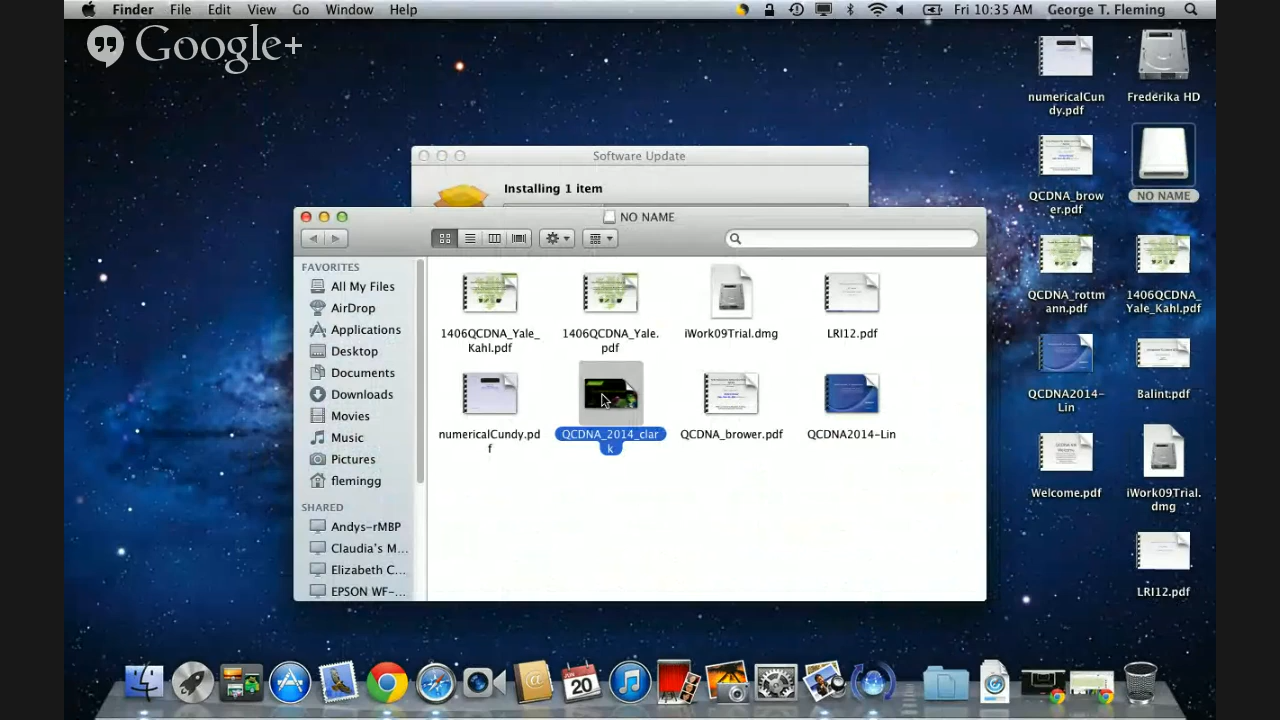 Finder File Edit View Go Window Help
Fri 10:35 AM George T. Fleming
Google+
Software Update
Installing 1 item
NO NAME
FAVORITES
All My Files
AirDrop
Applications
Desktop
Documents
Downloads
Movies
Music
Pictures
flemingg
SHARED
Andys-rMBP
Claudia's M...
Elizabeth C...
EPSON WF-...
1406QCDNA_Yale_
Kahl.pdf
1406QCDNA_Yale.
pdf
iWork09Trial.dmg
LRI12.pdf
numericalCundy.pd
f
QCDNA_2014_clar
k
QCDNA_brower.pdf
QCDNA2014-Lin
numericalCun
dy.pdf
Frederika HD
QCDNA_brow
er.pdf
NO NAME
QCDNA_rottm
ann.pdf
1406QCDNA_
Yale_Kahl.pdf
QCDNA2014-
Lin
Balint.pdf
Welcome.pdf
iWork09Trial.
dmg
LRI12.pdf
JUN
20